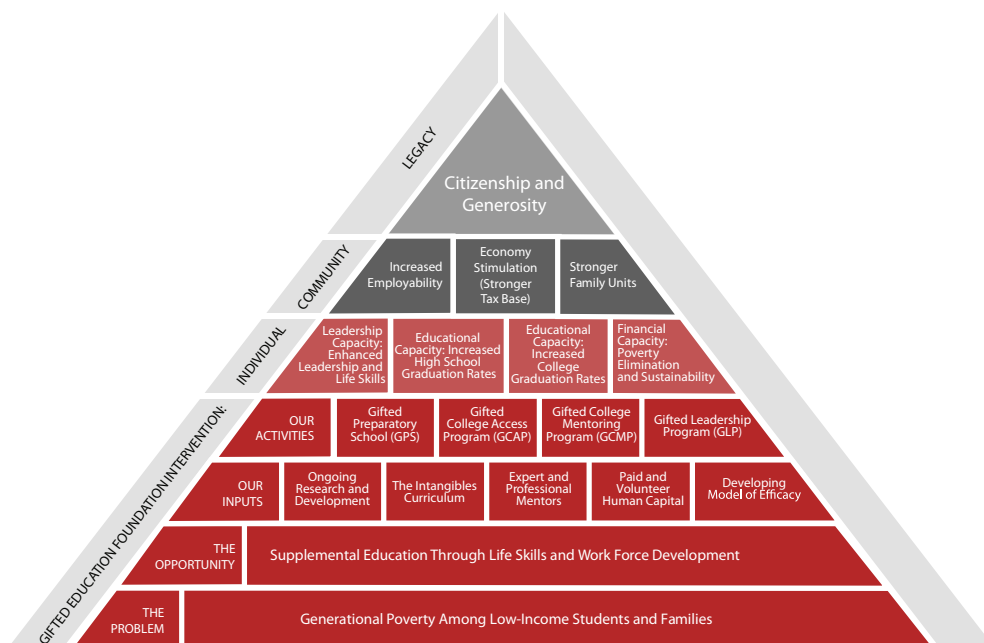 LEGACY
Citizenship and
Generosity
COMMUNITY
Increased
Employability
Economy
Stimulation
(Stronger
Tax Base)
Stronger
Family Units
INDIVIDUAL
Leadership
Capacity:
Enhanced
Leadership and
Life Skills
Educational
Capacity: Increased
High School
Graduation Rates
Educational
Capacity:
Increased
College
Graduation Rates
Financial
Capacity:
Poverty
Elimination
and Sustainability
GIFTED EDUCATION FOUNDATION INTERVENTION:
OUR
ACTIVITIES
Gifted
Preparatory
School (GPS)
Gifted
College Access
Program (GCAP)
Gifted College
Mentoring
Program (GCMP)
Gifted Leadership
Program (GLP)
OUR
INPUTS
Ongoing
Research and
Development
The Intangibles
Curriculum
Expert and
Professional
Mentors
Paid and
Volunteer
Human Capital
Developing
Model of Efficacy
THE
OPPORTUNITY
Supplemental Education Through Life Skills and Work Force Development
THE
PROBLEM
Generational Poverty Among Low-Income Students and Families